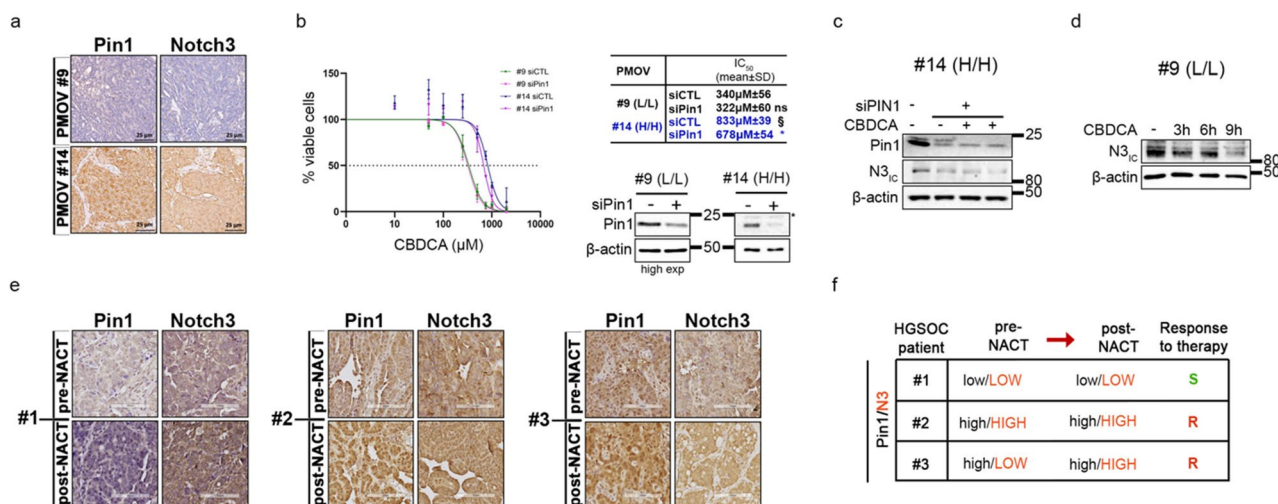 a
Pin1 Notch3
PMOV #9
25 µm 25 µm
PMOV #14
25 µm 25 µm
b
% viable cells
150
100
50
0
0 10 100 1000 10000
CBDCA (µM)
#9 siCTL
#9 siPin1
#14 siCTL
#14 siPin1
PMOV IC50 (mean±SD)
#9 (L/L) siCTL 340µM±56
siPin1 322µM±60 ns
#14 (H/H) siCTL 833µM±39 §
siPin1 678µM±54 *
#9 (L/L) #14 (H/H)
siPin1 - + - +
Pin1 25 *
β-actin 50
high exp
c
#14 (H/H)
siPIN1 +
CBDCA - - + +
Pin1 25
N3IC 80
β-actin 50
d
#9 (L/L)
CBDCA - 3h 6h 9h
N3IC 80
β-actin 50
e
#1
Pin1 Notch3
pre-NACT
post-NACT
#2
Pin1 Notch3
pre-NACT
post-NACT
#3
Pin1 Notch3
pre-NACT
post-NACT
f
HGSOC patient pre-NACT post-NACT Response to therapy
Pin1/N3
#1 low/LOW low/LOW S
#2 high/HIGH high/HIGH R
#3 high/LOW high/HIGH R